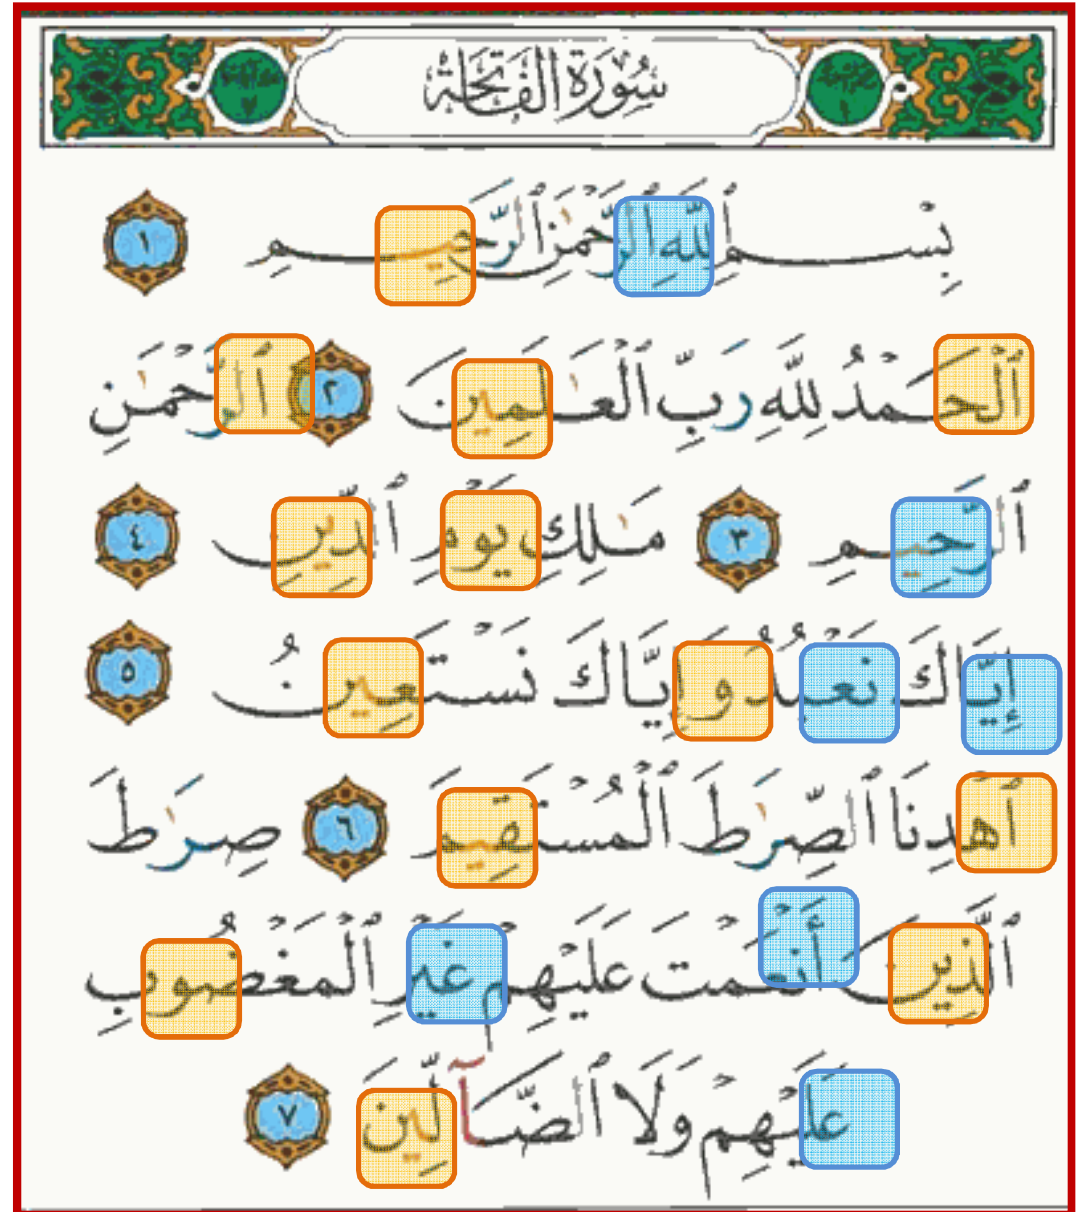 سُورَةُ الْفَاتِحَةِ
بِسْمِ ٱللَّهِ ٱلرَّحْمَٰنِ ٱلرَّحِيمِ ١
ٱلْحَمْدُ لِلَّهِ رَبِّ ٱلْعَٰلَمِينَ ٢ ٱلرَّحْمَٰنِ
ٱلرَّحِيمِ ٣ مَٰلِكِ يَوْمِ ٱلدِّينِ ٤
إِيَّاكَ نَعْبُدُ وَإِيَّاكَ نَسْتَعِينُ ٥
ٱهْدِنَا ٱلصِّرَٰطَ ٱلْمُسْتَقِيمَ ٦ صِرَٰطَ
ٱلَّذِينَ أَنْعَمْتَ عَلَيْهِمْ غَيْرِ ٱلْمَغْضُوبِ
عَلَيْهِمْ وَلَا ٱلضَّآلِّينَ ٧